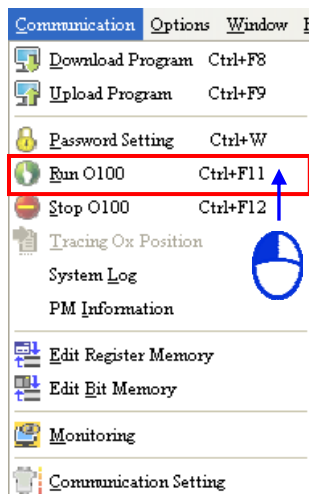 Communication Options Window
Download Program Ctrl+F8
Upload Program Ctrl+F9
Password Setting Ctrl+W
Run O100 Ctrl+F11
Stop O100 Ctrl+F12
Tracing Ox Position
System Log
PM Information
Edit Register Memory
Edit Bit Memory
Monitoring
Communication Setting